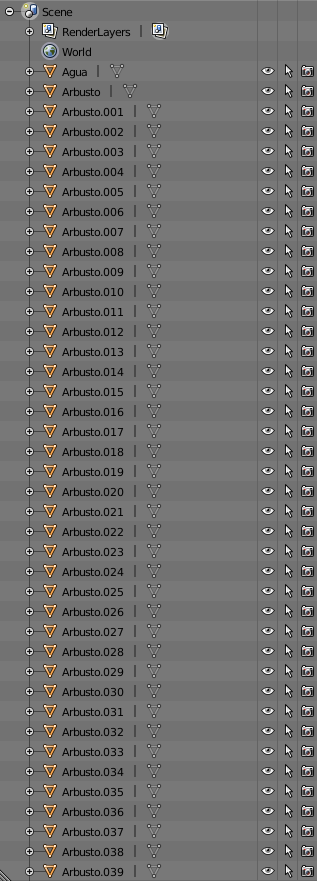 Scene
RenderLayers |
World
Agua |
Arbusto |
Arbusto.001 |
Arbusto.002 |
Arbusto.003 |
Arbusto.004 |
Arbusto.005 |
Arbusto.006 |
Arbusto.007 |
Arbusto.008 |
Arbusto.009 |
Arbusto.010 |
Arbusto.011 |
Arbusto.012 |
Arbusto.013 |
Arbusto.014 |
Arbusto.015 |
Arbusto.016 |
Arbusto.017 |
Arbusto.018 |
Arbusto.019 |
Arbusto.020 |
Arbusto.021 |
Arbusto.022 |
Arbusto.023 |
Arbusto.024 |
Arbusto.025 |
Arbusto.026 |
Arbusto.027 |
Arbusto.028 |
Arbusto.029 |
Arbusto.030 |
Arbusto.031 |
Arbusto.032 |
Arbusto.033 |
Arbusto.034 |
Arbusto.035 |
Arbusto.036 |
Arbusto.037 |
Arbusto.038 |
Arbusto.039 |